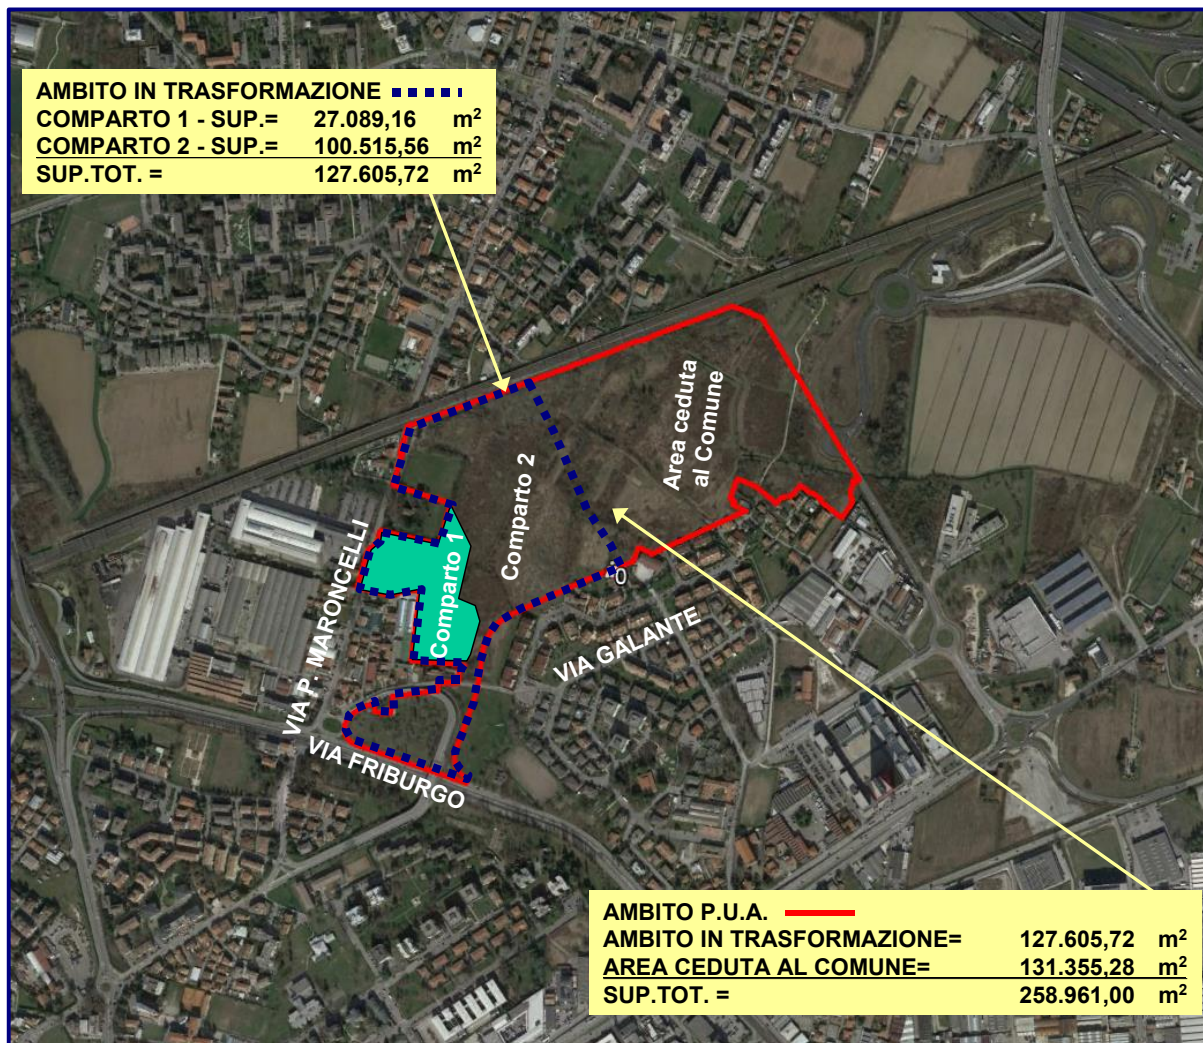 AMBITO IN TRASFORMAZIONE
COMPARTO 1 - SUP.= 27.089,16 m²
COMPARTO 2 - SUP.= 100.515,56 m²
SUP.TOT. = 127.605,72 m²
Area ceduta
al Comune
Comparto 2
Comparto 1
VIA P. MARONCELLI
VIA GALANTE
VIA FRIBURGO
AMBITO P.U.A.
AMBITO IN TRASFORMAZIONE= 127.605,72 m²
AREA CEDUTA AL COMUNE= 131.355,28 m²
SUP.TOT. = 258.961,00 m²